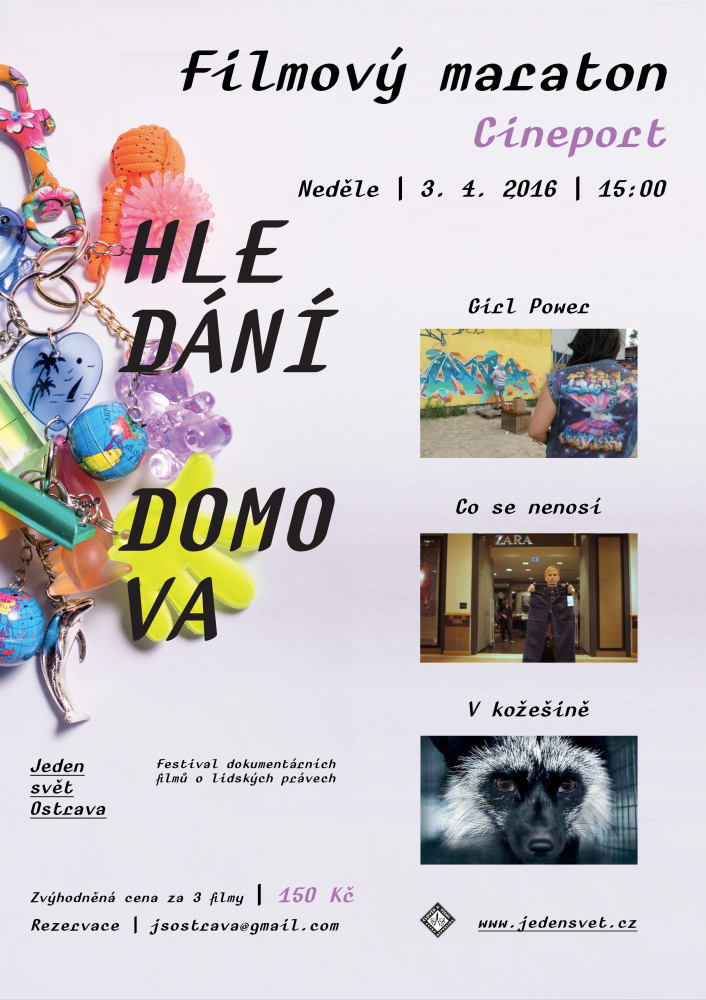 Filmový maraton
Cineport
Neděle | 3. 4. 2016 | 15:00
HLE
DÁNÍ
DOMO
VA
Girl Power
Co se nenosí
ZARA
V kožešině
Jeden
svět
Ostrava
Festival dokumentárních
filmů o lidských právech
Zvýhodněná cena za 3 filmy | 150 Kč
Rezervace | jsostrava@gmail.com
www.jedensvet.cz